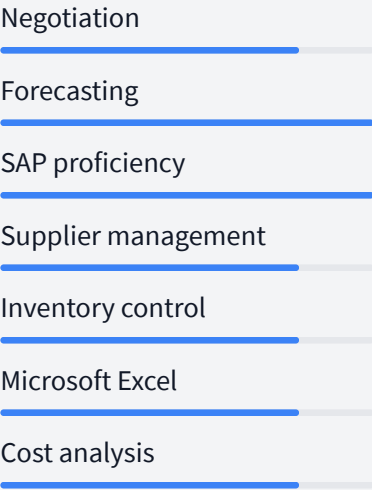 Negotiation
Forecasting
SAP proficiency
Supplier management
Inventory control
Microsoft Excel
Cost analysis